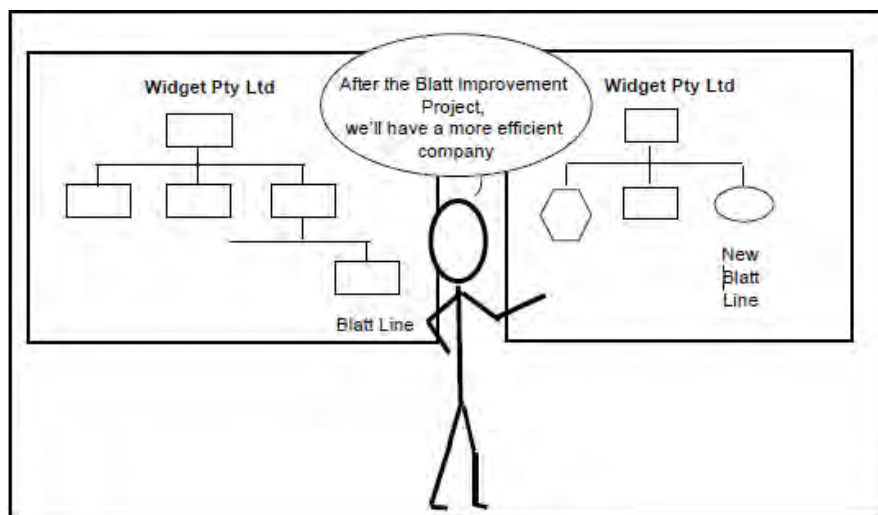 Widget Pty Ltd
After the Blatt Improvement
Project,
we'll have a more efficient
company
Widget Pty Ltd
Blatt Line
New
Blatt
Line